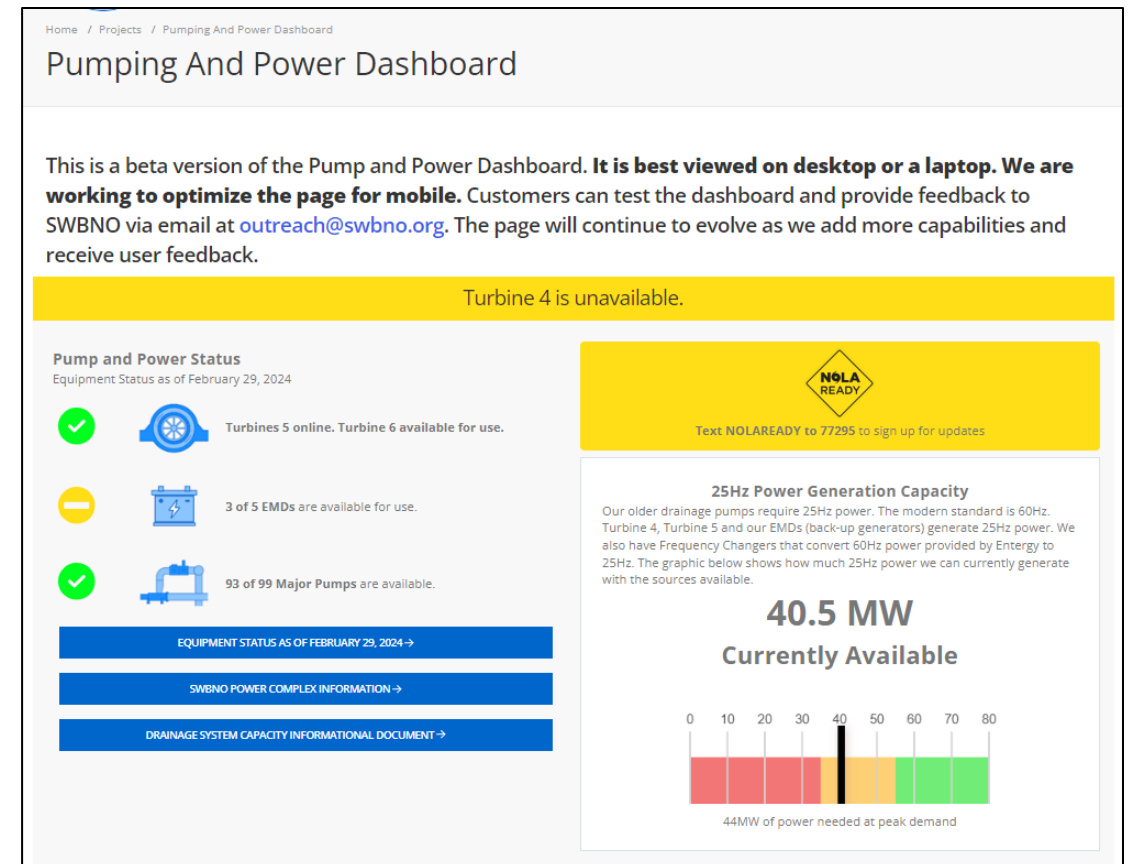 Home / Projects / Pumping And Power Dashboard
Pumping And Power Dashboard
This is a beta version of the Pump and Power Dashboard. It is best viewed on desktop or a laptop. We are
working to optimize the page for mobile. Customers can test the dashboard and provide feedback to
SWBNO via email at outreach@swbno.org. The page will continue to evolve as we add more capabilities and
receive user feedback.
Turbine 4 is unavailable.
Pump and Power Status
Equipment Status as of February 29, 2024
Turbines 5 online. Turbine 6 available for use.
3 of 5 EMDs are available for use.
93 of 99 Major Pumps are available.
EQUIPMENT STATUS AS OF FEBRUARY 29, 2024→
SWBNO POWER COMPLEX INFORMATION→
DRAINAGE SYSTEM CAPACITY INFORMATIONAL DOCUMENT→
NOLA
READY
Text NOLAREADY to 77295 to sign up for updates
25Hz Power Generation Capacity
Our older drainage pumps require 25Hz power. The modern standard is 60Hz.
Turbine 4, Turbine 5 and our EMDs (back-up generators) generate 25Hz power. We
also have Frequency Changers that convert 60Hz power provided by Entergy to
25Hz. The graphic below shows how much 25Hz power we can currently generate
with the sources available.
40.5 MW
Currently Available
0 10 20 30 40 50 60 70 80
44MW of power needed at peak demand